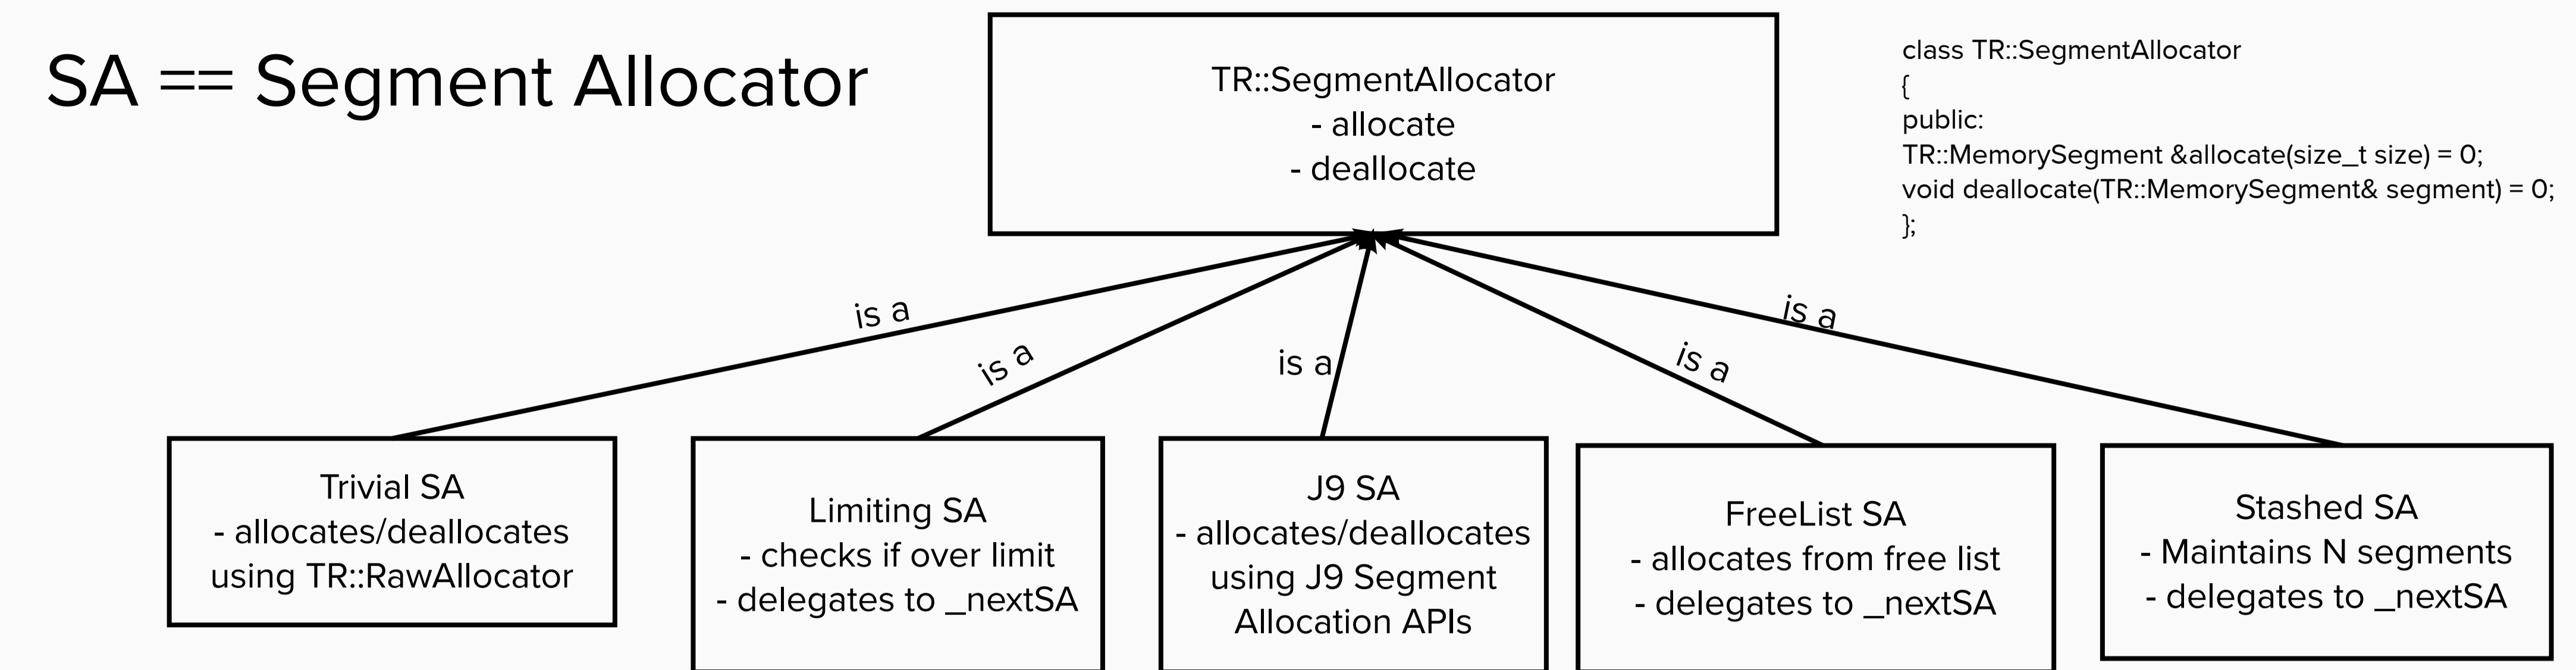 SA == Segment Allocator
TR::SegmentAllocator
- allocate
- deallocate
class TR::SegmentAllocator
{
public:
TR::MemorySegment &allocate(size_t size) = 0;
void deallocate(TR::MemorySegment& segment) = 0;
};
is a
is a
is a
is a
is a
Trivial SA
- allocates/deallocates
using TR::RawAllocator
Limiting SA
- checks if over limit
- delegates to _nextSA
J9 SA
- allocates/deallocates
using J9 Segment
Allocation APIs
FreeList SA
- allocates from free list
- delegates to _nextSA
Stashed SA
- Maintains N segments
- delegates to _nextSA